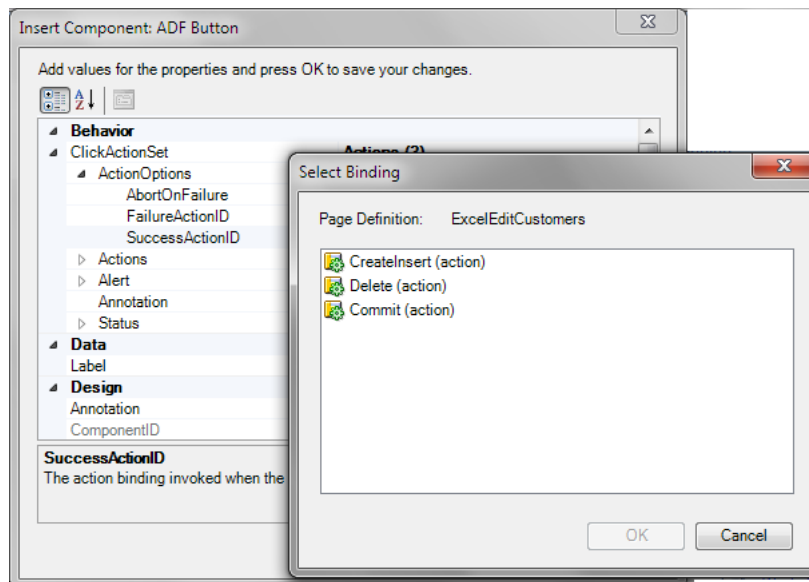 Insert Component: ADF Button
Add values for the properties and press OK to save your changes.
Behavior
ClickActionSet Actions (3)
ActionOptions
AbortOnFailure
FailureActionID
SuccessActionID
Actions
Alert
Annotation
Status
Data
Label
Design
Annotation
ComponentID
SuccessActionID
The action binding invoked when the
Select Binding
Page Definition: ExcelEditCustomers
CreateInsert (action)
Delete (action)
Commit (action)
OK Cancel